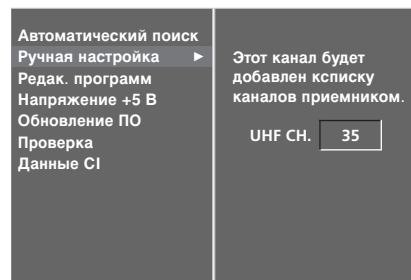 Автоматический поиск
Ручная настройка ►
Редак. программ
Напряжение +5 В
Обновление ПО
Проверка
Данные CI
Этот канал будет
добавлен ксписку
каналов приемником.
UHF CH. 35